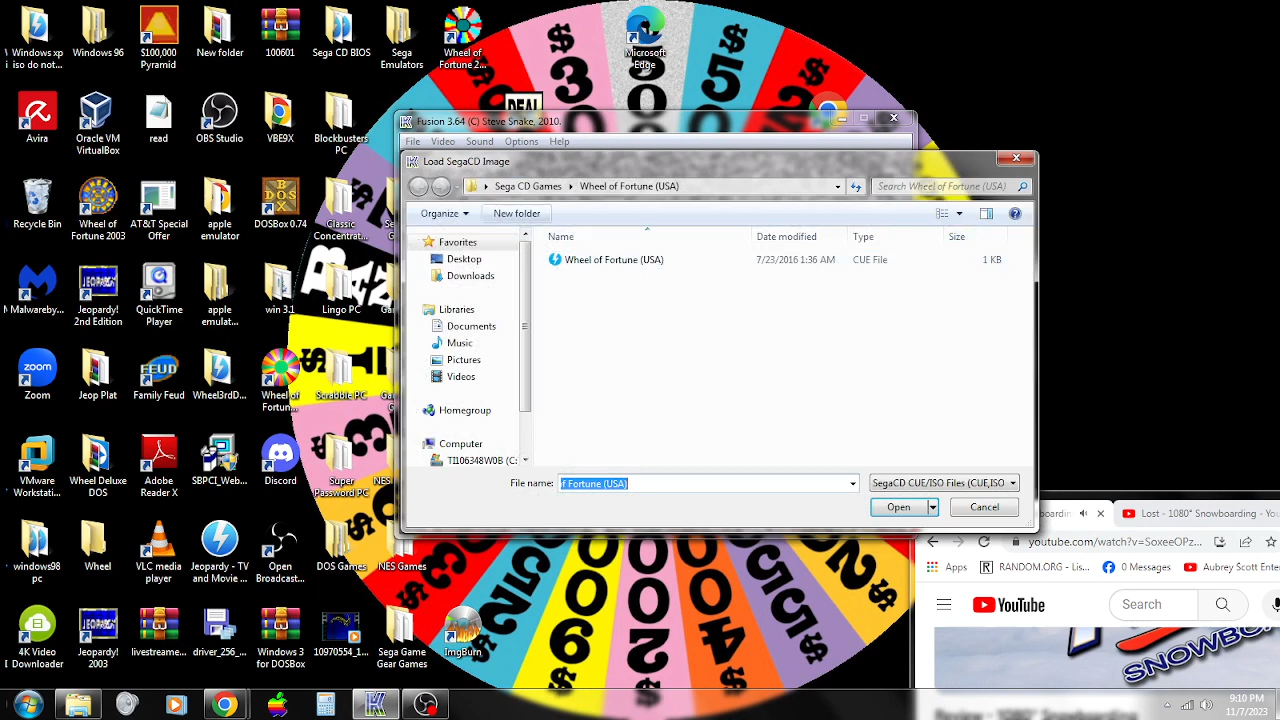 Windows xp
iso do not...
Windows 96
$100,000
Pyramid
New folder
100601
Sega CD BIOS
Sega
Emulators
Wheel of
Fortune 2...
Microsoft
Edge
Avira
Oracle VM
VirtualBox
read
OBS Studio
VBE9X
Blockbusters
PC
Recycle Bin
Wheel of
Fortune 2003
AT&T Special
Offer
apple
emulator
DOSBox 0.74
Classic
Concentrat...
Malwareby...
Jeopardy!
2nd Edition
QuickTime
Player
apple
emulat...
win 3.1
Lingo PC
Zoom
Jeop Plat
Family Feud
Wheel3rdD...
Wheel of
Fortun...
Scrabble PC
VMware
Workstati...
Wheel Deluxe
DOS
Adobe
Reader X
SBPCI_Web...
Discord
Super
Password PC
windows98
pc
Wheel
VLC media
player
Jeopardy - TV
and Movie ...
Open
Broadcast...
DOS Games
NES Games
4K Video
Downloader
Jeopardy!
2003
livestreame...
driver_256_...
Windows 3
for DOSBox
10970554_1...
Sega Game
Gear Games
ImgBurn
Fusion 3.64 (C) Steve Snake, 2010.
File Video Sound Options Help
Load SegaCD Image
Sega CD Games Wheel of Fortune (USA)
Search Wheel of Fortune (USA)
Organize New folder
Name Date modified Type Size
Wheel of Fortune (USA) 7/23/2016 1:36 AM CUE File 1 KB
Favorites
Desktop
Downloads
Libraries
Documents
Music
Pictures
Videos
Homegroup
Computer
TI106348W0B (C:
File name: of Fortune (USA)
SegaCD CUE/ISO Files (CUE,ISO
Open Cancel
boardin Lost - 1080° Snowboarding - You
youtube.com/watch?v=SoxeeOPz...
Apps RANDOM.ORG - Lis... 0 Messages Aubrey Scott Enter
YouTube
Search
SNOWBO
9:10 PM
11/7/2023